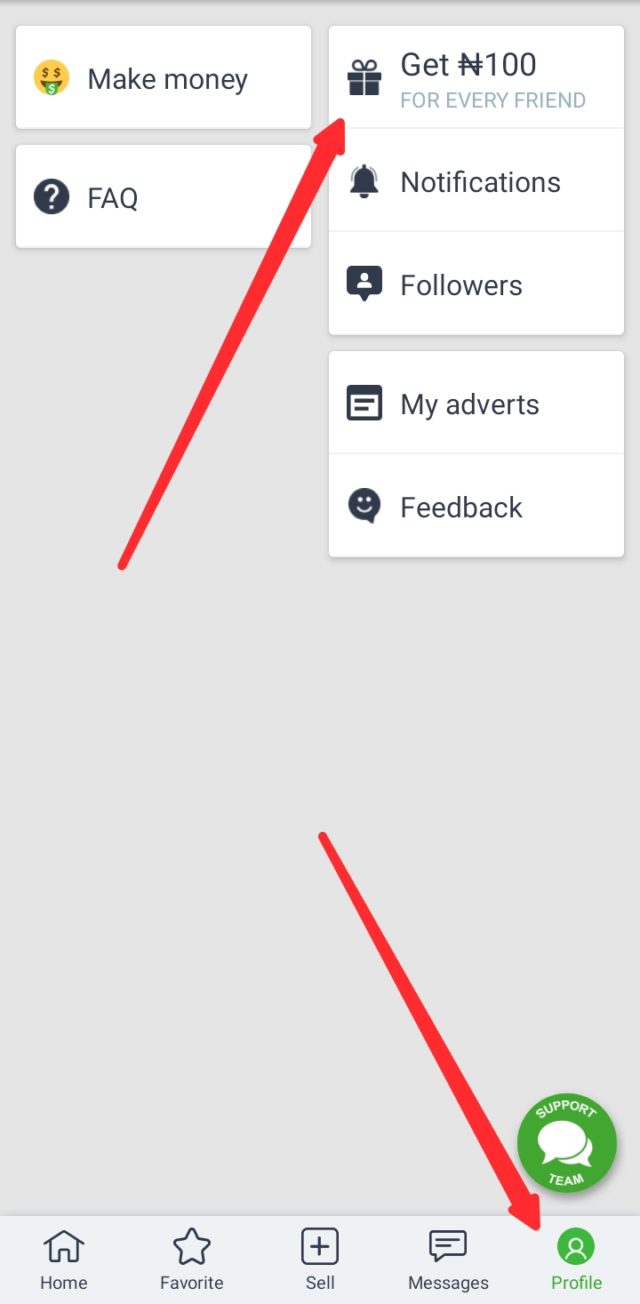 Make money
FAQ
Get ₦100
FOR EVERY FRIEND
Notifications
Followers
My adverts
Feedback
SUPPORT
TEAM
Home
Favorite
Sell
Messages
Profile